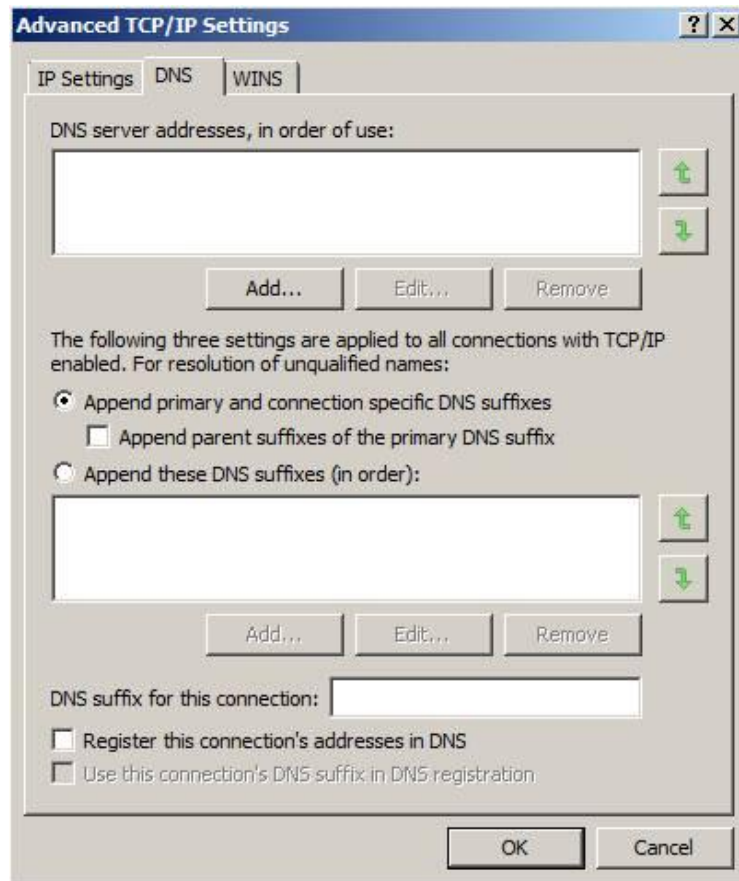 Advanced TCP/IP Settings
IP Settings DNS WINS
DNS server addresses, in order of use:
Add... Edit... Remove
The following three settings are applied to all connections with TCP/IP
enabled. For resolution of unqualified names:
Append primary and connection specific DNS suffixes
Append parent suffixes of the primary DNS suffix
Append these DNS suffixes (in order):
Add... Edit... Remove
DNS suffix for this connection:
Register this connection's addresses in DNS
Use this connection's DNS suffix in DNS registration
OK Cancel